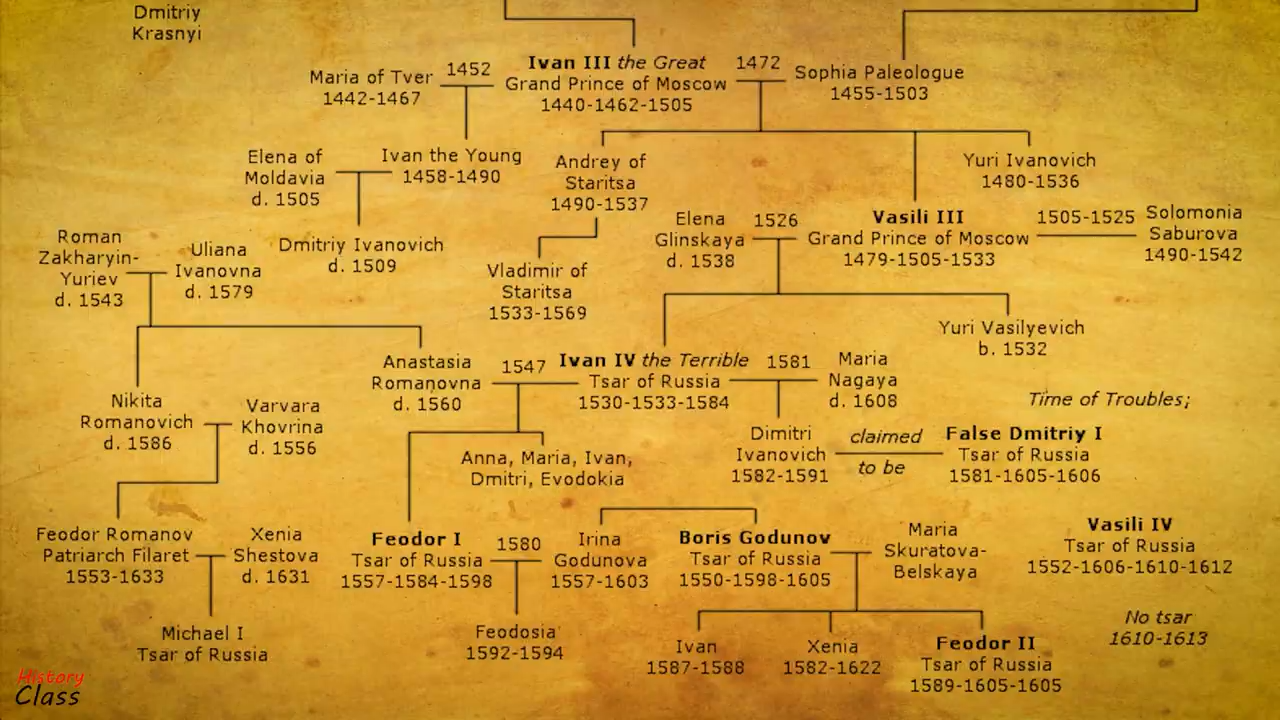 Dmitriy
Krasnyi
Maria of Tver
1442-1467
1452
Ivan III the Great
Grand Prince of Moscow
1440-1462-1505
1472
Sophia Paleologue
1455-1503
Elena of
Moldavia
d. 1505
Ivan the Young
1458-1490
Andrey of
Staritsa
1490-1537
Yuri Ivanovich
1480-1536
Roman
Zakharyin-
Yuriev
d. 1543
Uliana
Ivanovna
d. 1579
Dmitriy Ivanovich
d. 1509
Vladimir of
Staritsa
1533-1569
Elena
Glinskaya
d. 1538
1526
Vasili III
Grand Prince of Moscow
1479-1505-1533
1505-1525
Solomonia
Saburova
1490-1542
Yuri Vasilyevich
b. 1532
Anastasia
Romanovna
d. 1560
1547
Ivan IV the Terrible
Tsar of Russia
1530-1533-1584
1581
Maria
Nagaya
d. 1608
Time of Troubles;
Nikita
Romanovich
d. 1586
Varvara
Khovrina
d. 1556
Anna, Maria, Ivan,
Dmitri, Evodokia
Dimitri
Ivanovich
1582-1591
claimed
to be
False Dmitriy I
Tsar of Russia
1581-1605-1606
Feodor Romanov
Patriarch Filaret
1553-1633
Xenia
Shestova
d. 1631
Feodor I
Tsar of Russia
1557-1584-1598
1580
Irina
Godunova
1557-1603
Boris Godunov
Tsar of Russia
1550-1598-1605
Maria
Skuratova-
Belskaya
Vasili IV
Tsar of Russia
1552-1606-1610-1612
Michael I
Tsar of Russia
Feodosia
1592-1594
Ivan
1587-1588
Xenia
1582-1622
Feodor II
Tsar of Russia
1589-1605-1605
No tsar
1610-1613
History
Class